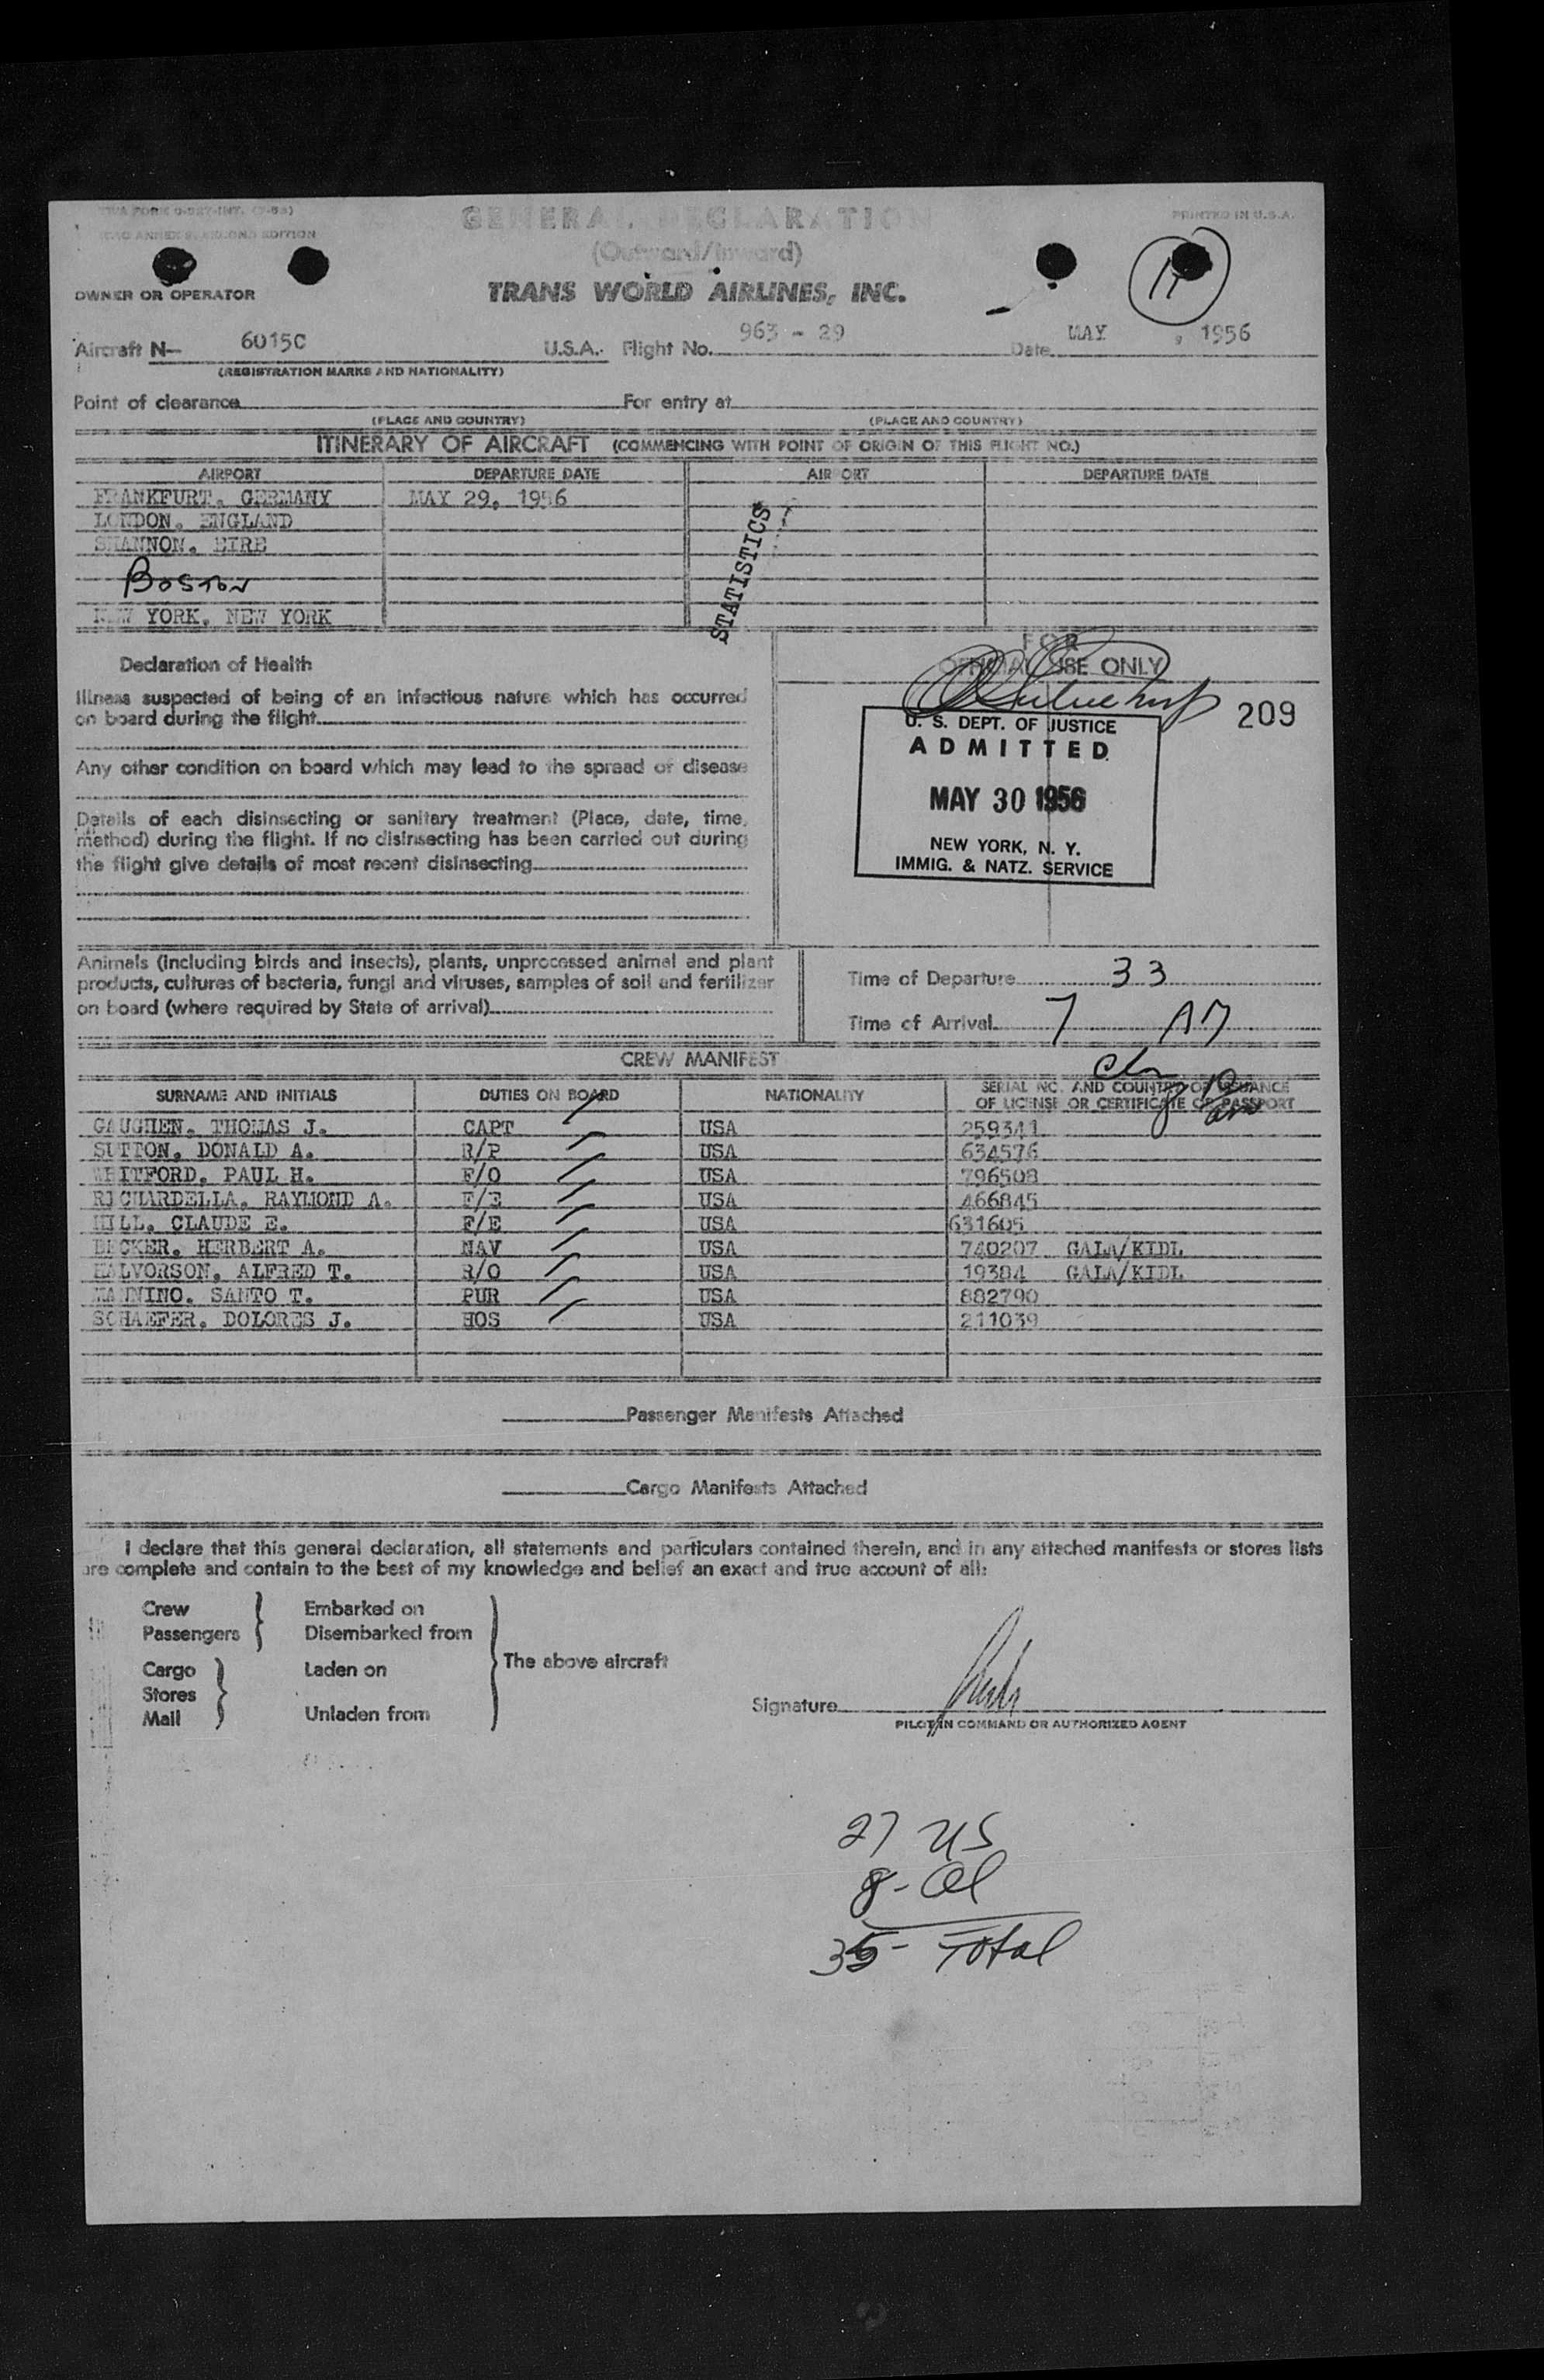 TWA FORM O-027-INT. (7-53)
PRINTED IN U.S.A.
ICAO ANNEX 9, SECOND EDITION
GENERAL DECLARATION
(Outward/Inward)
11
OWNER OR OPERATOR
TRANS WORLD AIRLINES, INC.
Aircraft N— 6015C U.S.A. Flight No. 963 - 29 Date MAY , 1956
(REGISTRATION MARKS AND NATIONALITY)
Point of clearance For entry at
(PLACE AND COUNTRY) (PLACE AND COUNTRY)
ITINERARY OF AIRCRAFT (COMMENCING WITH POINT OF ORIGIN OF THIS FLIGHT NO.)
AIRPORT DEPARTURE DATE AIRPORT DEPARTURE DATE
FRANKFURT, GERMANY MAY 29, 1956
LONDON, ENGLAND
SHANNON, EIRE
Boston
NEW YORK, NEW YORK
STATISTICS
Declaration of Health
Illness suspected of being of an infectious nature which has occurred
on board during the flight
Any other condition on board which may lead to the spread of disease
Details of each disinsecting or sanitary treatment (Place, date, time,
method) during the flight. If no disinsecting has been carried out during
the flight give details of most recent disinsecting
FOR
OFFICIAL USE ONLY
209
U. S. DEPT. OF JUSTICE
ADMITTED
MAY 30 1956
NEW YORK, N. Y.
IMMIG. & NATZ. SERVICE
Animals (including birds and insects), plants, unprocessed animal and plant
products, cultures of bacteria, fungi and viruses, samples of soil and fertilizer
on board (where required by State of arrival)
Time of Departure 33
Time of Arrival 7 AM
CREW MANIFEST
SURNAME AND INITIALS DUTIES ON BOARD NATIONALITY SERIAL NO. AND COUNTRY OF ISSUANCE
OF LICENSE OR CERTIFICATE OR PASSPORT
GAUGHEN, THOMAS J. CAPT USA 259341
SUTTON, DONALD A. R/P USA 634576
WHITFORD, PAUL H. F/O USA 796508
RICHARDELLA, RAYMOND A. F/E USA 466845
HILL, CLAUDE E. F/E USA 631605
BECKER, HERBERT A. NAV USA 740207 GALA/KIDL
HALVORSON, ALFRED T. R/O USA 19384 GALA/KIDL
MANNINO, SANTO T. PUR USA 882790
SCHAEFER, DOLORES J. HOS USA 211039
Passenger Manifests Attached
Cargo Manifests Attached
I declare that this general declaration, all statements and particulars contained therein, and in any attached manifests or stores lists
are complete and contain to the best of my knowledge and belief an exact and true account of all:
Crew Embarked on
Passengers Disembarked from
The above aircraft
Cargo Laden on
Stores
Mail Unladen from
Signature
PILOT IN COMMAND OR AUTHORIZED AGENT
27 US
8 - Al
35 - Total